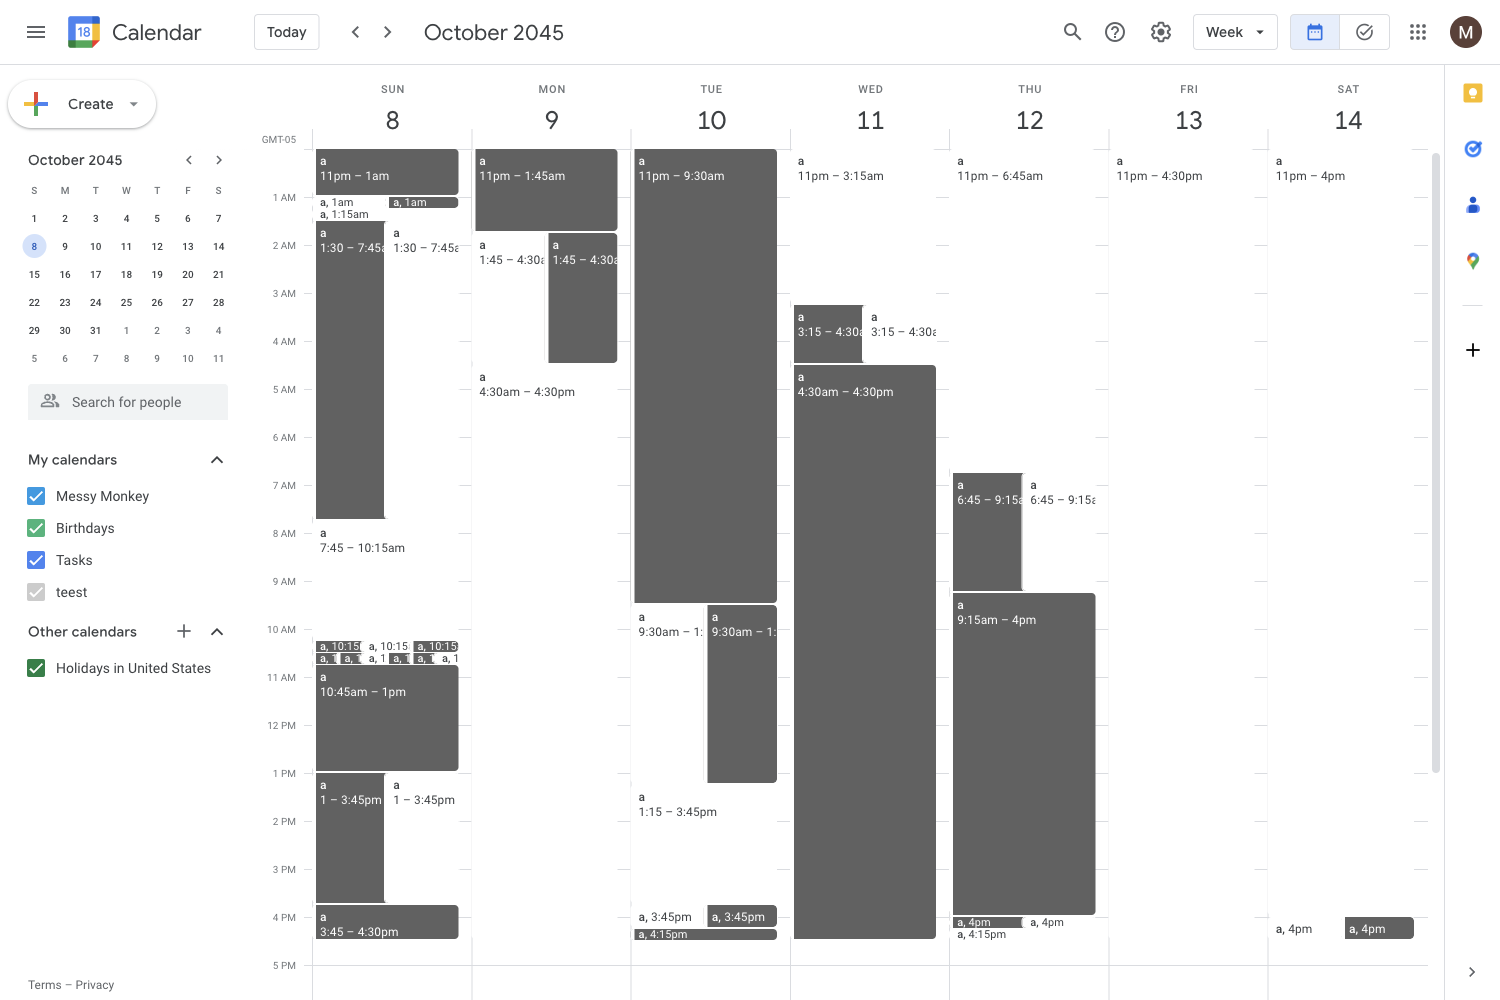 18 Calendar Today October 2045 Week M
Create
October 2045
S M T W T F S
1 2 3 4 5 6 7
8 9 10 11 12 13 14
15 16 17 18 19 20 21
22 23 24 25 26 27 28
29 30 31 1 2 3 4
5 6 7 8 9 10 11
Search for people
My calendars
Messy Monkey
Birthdays
Tasks
teest
Other calendars
Holidays in United States
Terms – Privacy
SUN MON TUE WED THU FRI SAT
8 9 10 11 12 13 14
GMT-05
1 AM
2 AM
3 AM
4 AM
5 AM
6 AM
7 AM
8 AM
9 AM
10 AM
11 AM
12 PM
1 PM
2 PM
3 PM
4 PM
5 PM
a
11pm – 1am
a, 1am
a, 1am
a, 1:15am
a
1:30 – 7:45a
a
1:30 – 7:45a
a
7:45 – 10:15am
a, 10:15
a, 10:15
a, 10:15
a, 1
a, 1
a, 1
a, 1
a, 1
a, 1
a
10:45am – 1pm
a
1 – 3:45pm
a
1 – 3:45pm
a
3:45 – 4:30pm
a
11pm – 1:45am
a
1:45 – 4:30a
a
1:45 – 4:30a
a
4:30am – 4:30pm
a
11pm – 9:30am
a
9:30am – 1:
a
9:30am – 1:
a
1:15 – 3:45pm
a, 3:45pm
a, 3:45pm
a, 4:15pm
a
11pm – 3:15am
a
3:15 – 4:30a
a
3:15 – 4:30a
a
4:30am – 4:30pm
a
11pm – 6:45am
a
6:45 – 9:15a
a
6:45 – 9:15a
a
9:15am – 4pm
a, 4pm
a, 4pm
a, 4:15pm
a
11pm – 4:30pm
a
11pm – 4pm
a, 4pm
a, 4pm